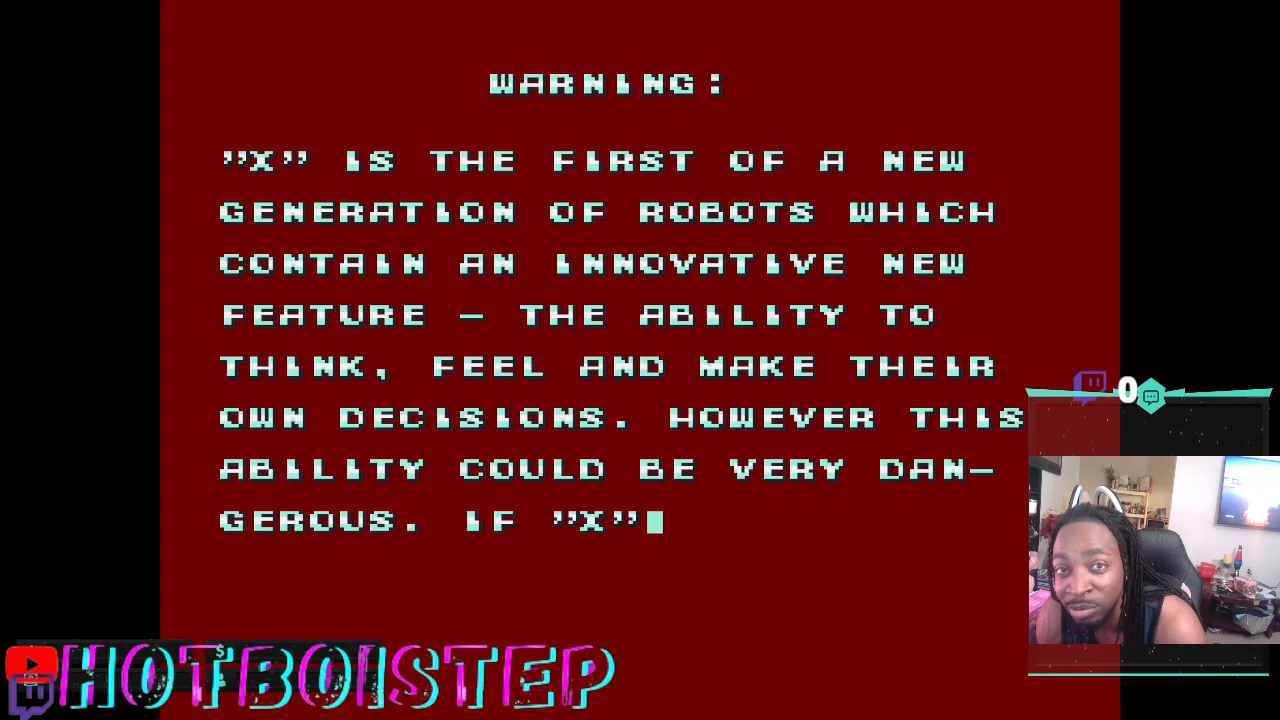 WARNING:
"X" IS THE FIRST OF A NEW
GENERATION OF ROBOTS WHICH
CONTAIN AN INNOVATIVE NEW
FEATURE – THE ABILITY TO
THINK, FEEL AND MAKE THEIR
OWN DECISIONS. HOWEVER THIS
ABILITY COULD BE VERY DAN–
GEROUS. IF "X"
0
HOTBOISTEP